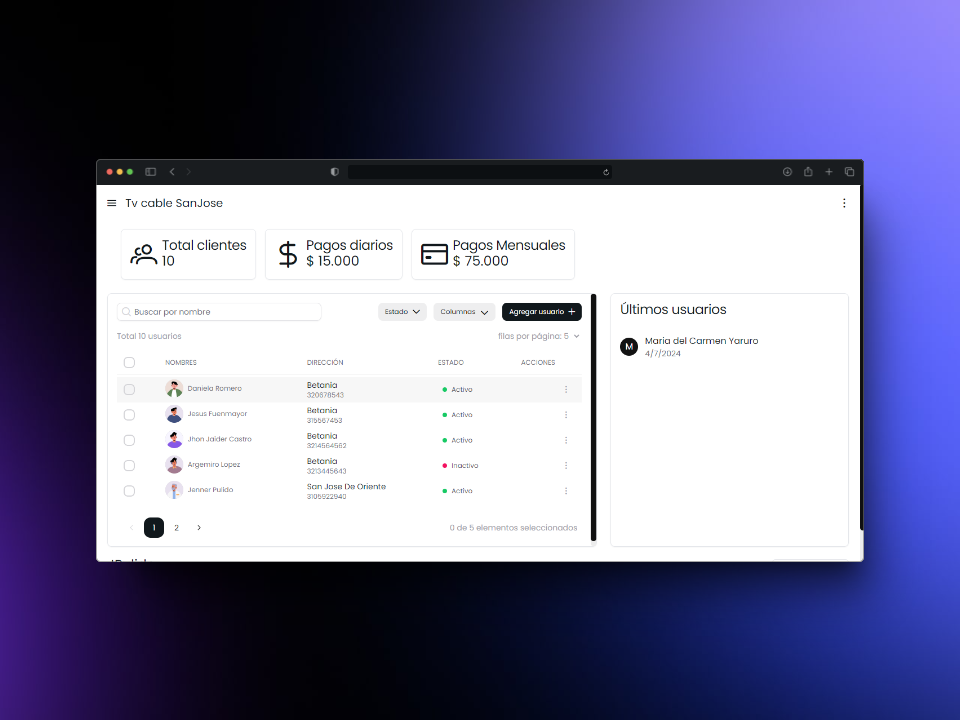 Tv cable SanJose
Total clientes
10
Pagos diarios
$ 15.000
Pagos Mensuales
$ 75.000
Buscar por nombre
Estado
Columnas
Agregar usuario +
Total 10 usuarios
filas por página: 5
NOMBRES DIRECCIÓN ESTADO ACCIONES
Daniela Romero
Betania
320678543
Activo
Jesus Fuenmayor
Betania
315567453
Activo
Jhon Jaider Castro
Betania
3214564562
Activo
Argemiro Lopez
Betania
3213445643
Inactivo
Jenner Pulido
San Jose De Oriente
3105922940
Activo
1 2
0 de 5 elementos seleccionados
Últimos usuarios
M
Maria del Carmen Yaruro
4/7/2024